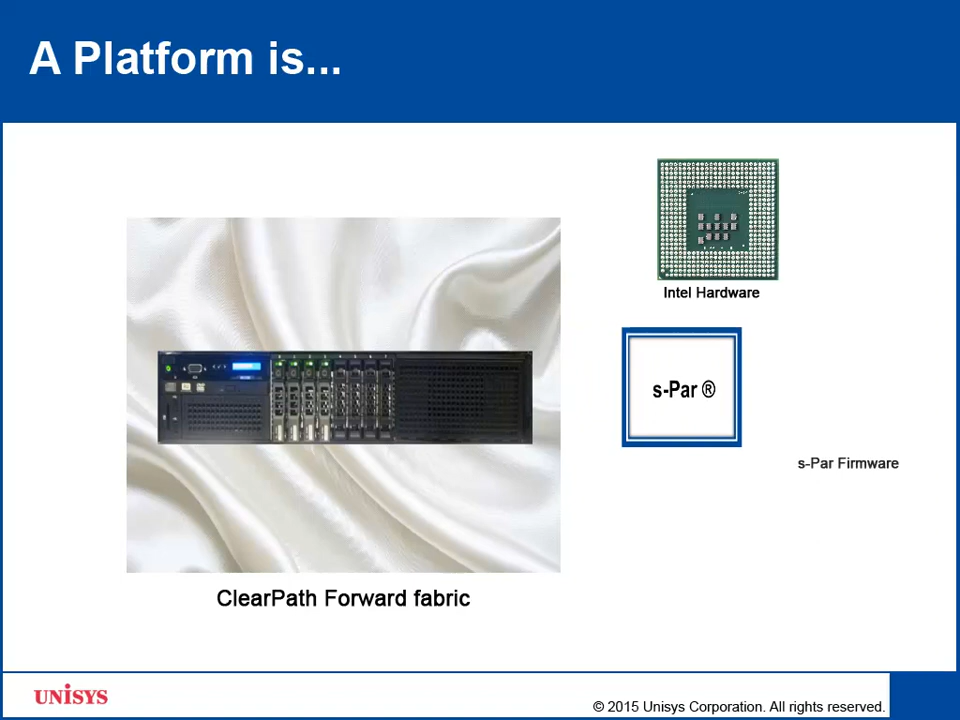 A Platform is...
Intel Hardware
s-Par ®
s-Par Firmware
ClearPath Forward fabric
UNISYS
© 2015 Unisys Corporation. All rights reserved.